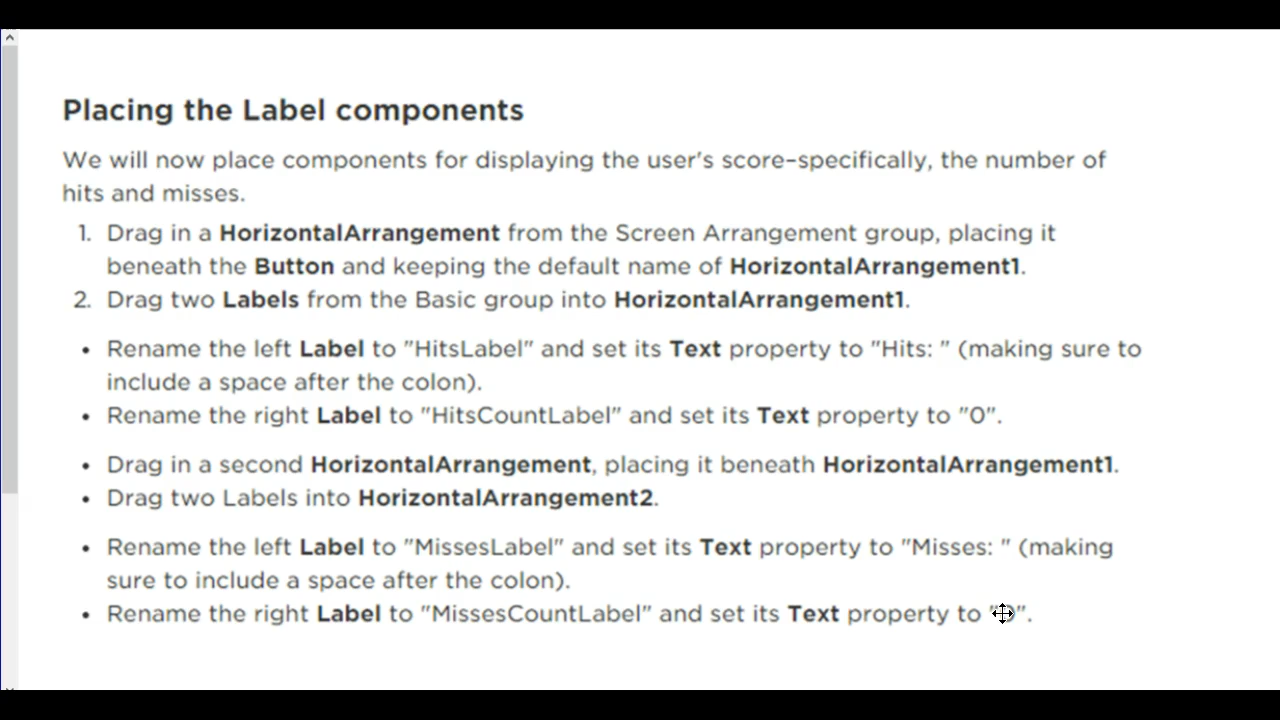 Placing the Label components
We will now place components for displaying the user's score–specifically, the number of
hits and misses.
1. Drag in a HorizontalArrangement from the Screen Arrangement group, placing it
beneath the Button and keeping the default name of HorizontalArrangement1.
2. Drag two Labels from the Basic group into HorizontalArrangement1.
• Rename the left Label to "HitsLabel" and set its Text property to "Hits: " (making sure to
include a space after the colon).
• Rename the right Label to "HitsCountLabel" and set its Text property to "0".
• Drag in a second HorizontalArrangement, placing it beneath HorizontalArrangement1.
• Drag two Labels into HorizontalArrangement2.
• Rename the left Label to "MissesLabel" and set its Text property to "Misses: " (making
sure to include a space after the colon).
• Rename the right Label to "MissesCountLabel" and set its Text property to "0".